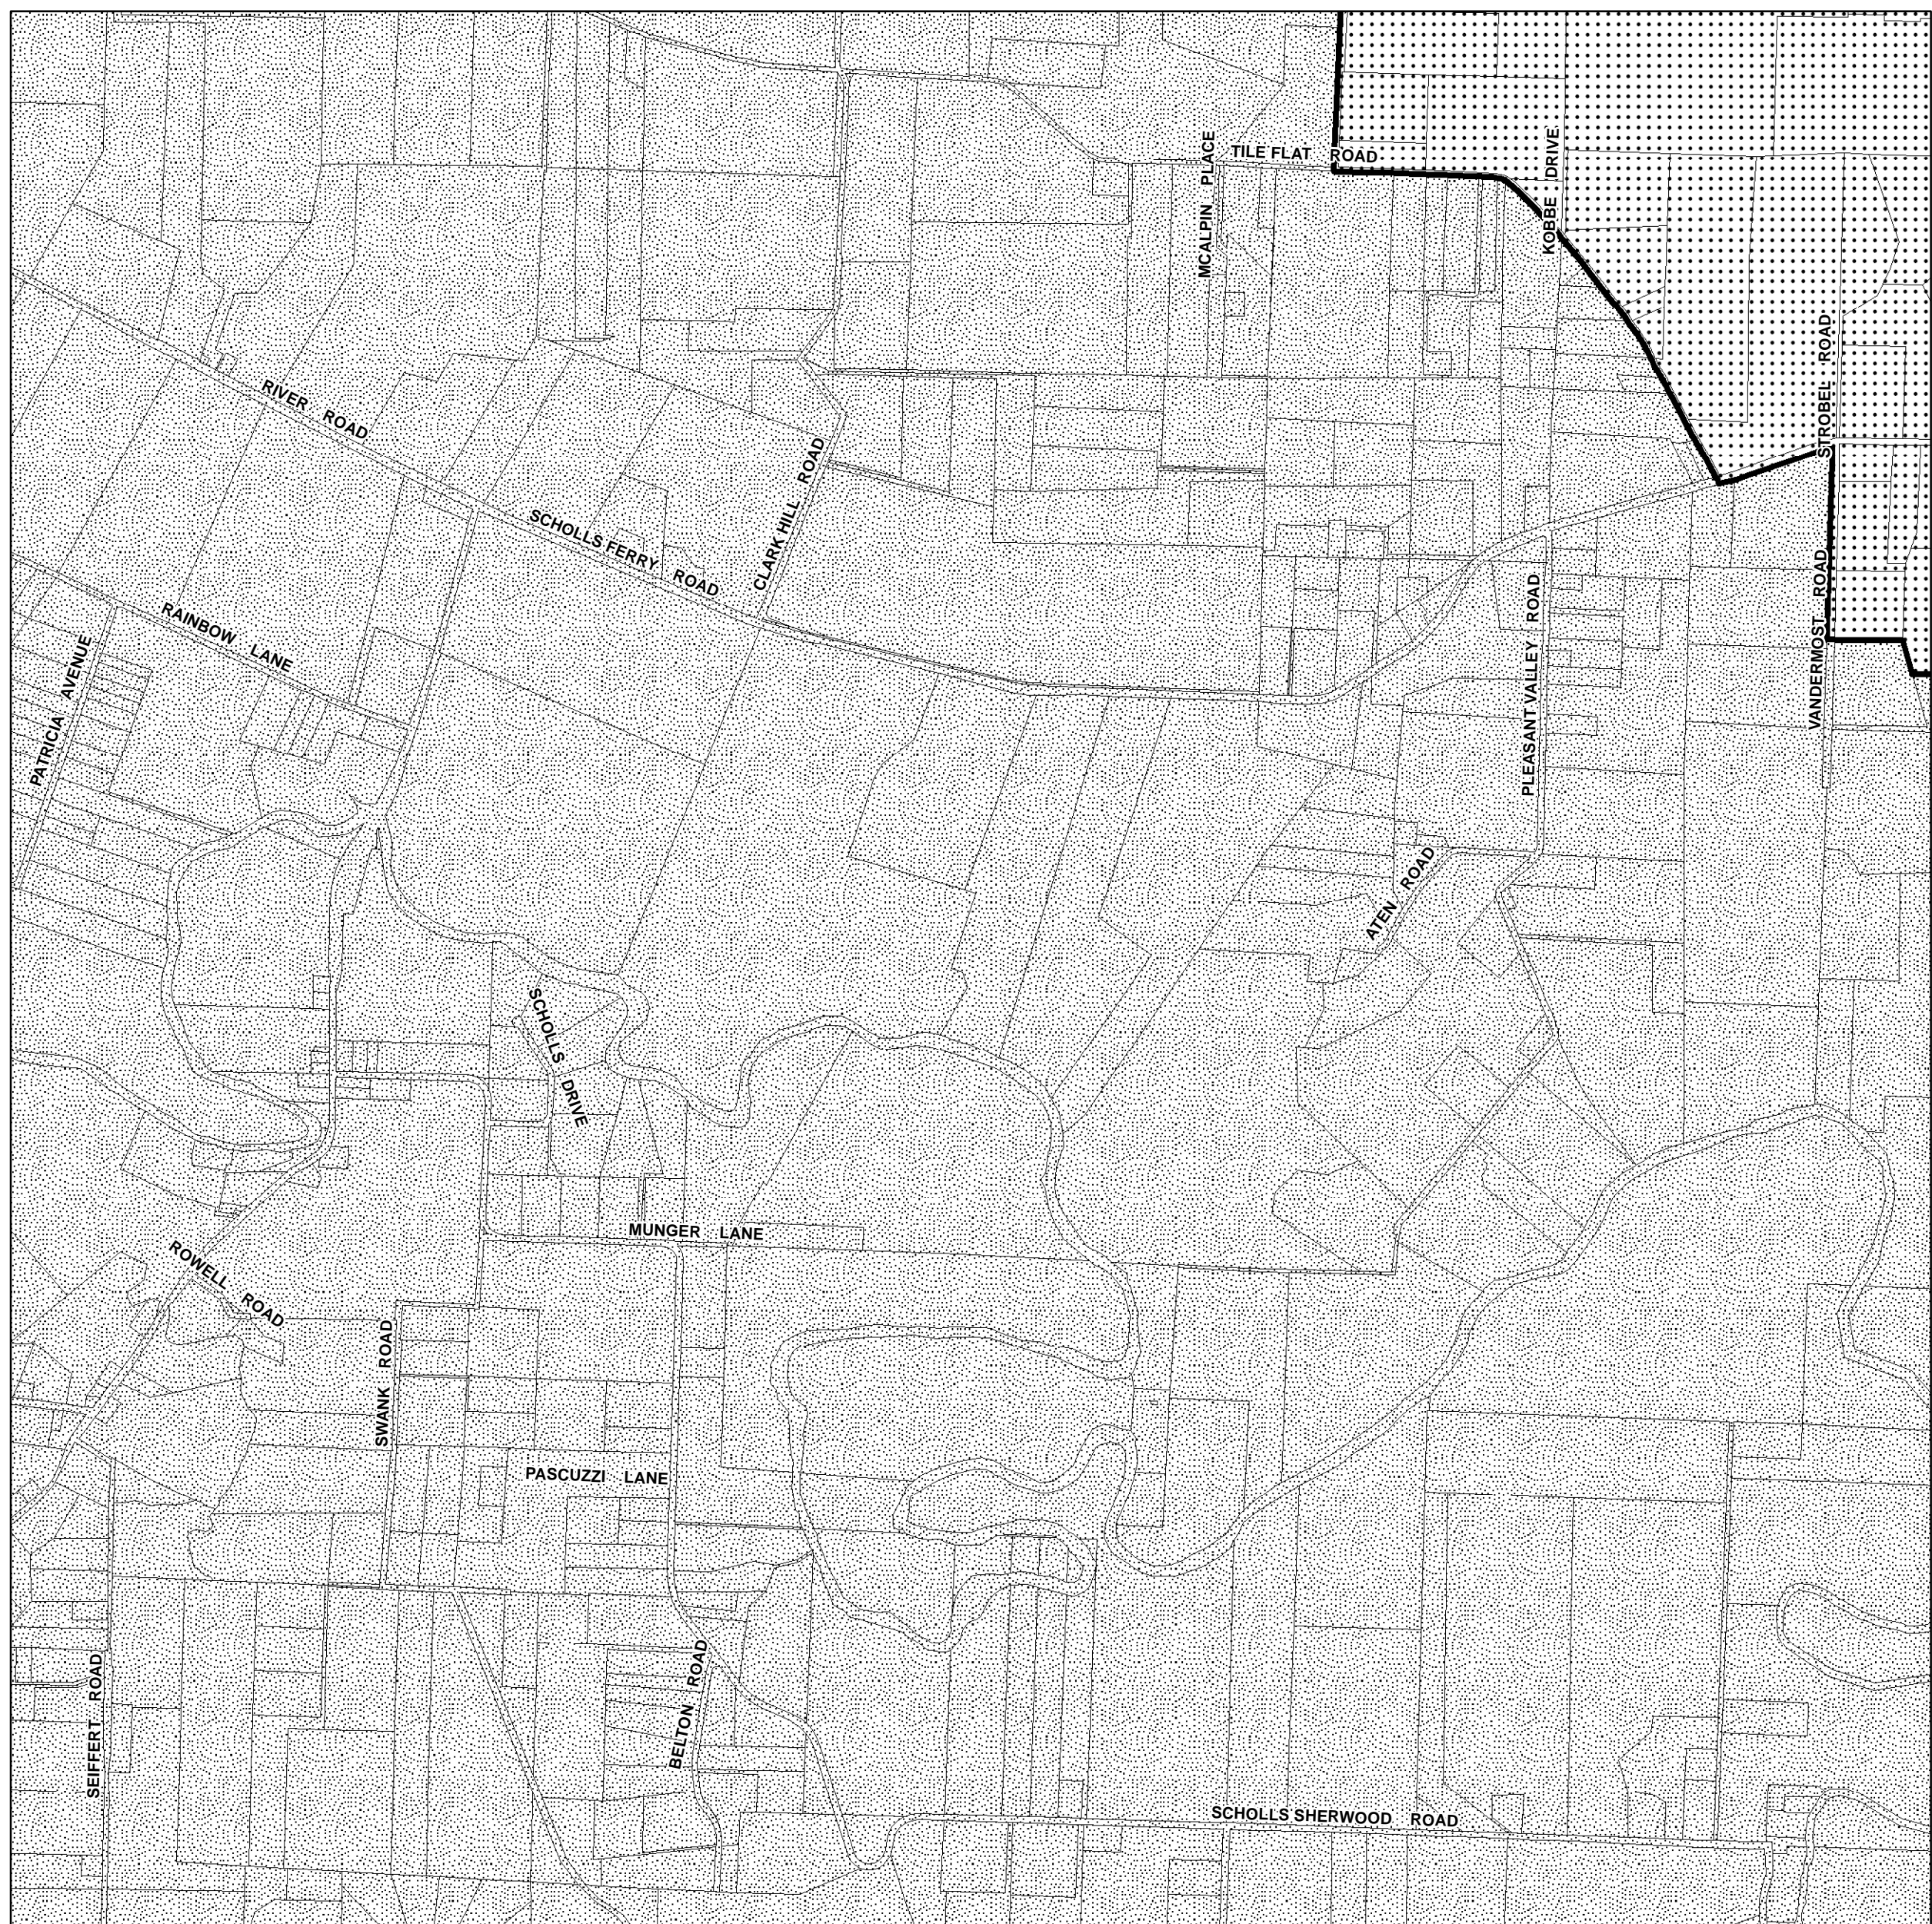 TILE FLAT ROAD
MCALPIN PLACE
KOBBE DRIVE
STROBEL ROAD
RIVER ROAD
CLARK HILL ROAD
SCHOLLS FERRY ROAD
VANDERMOST ROAD
PLEASANT VALLEY ROAD
RAINBOW LANE
PATRICIA AVENUE
ATEN ROAD
SCHOLLS DRIVE
MUNGER LANE
ROWELL ROAD
SWANK ROAD
PASCUZZI LANE
BELTON ROAD
SEIFFERT ROAD
SCHOLLS SHERWOOD ROAD